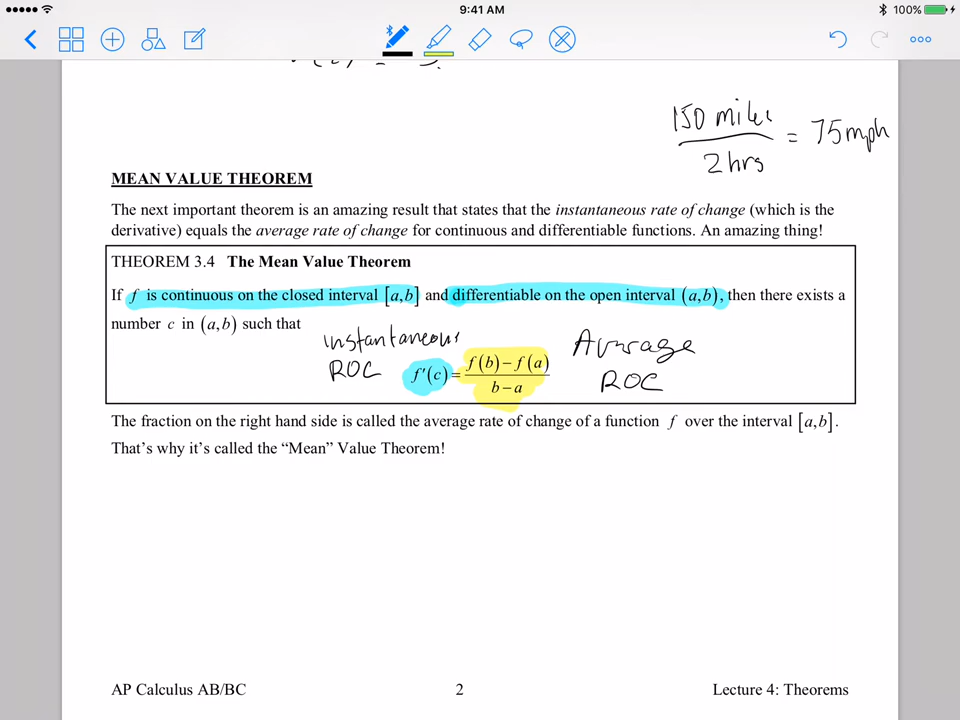 9:41 AM
100%
150 miles
2 hrs
= 75mph
MEAN VALUE THEOREM
The next important theorem is an amazing result that states that the instantaneous rate of change (which is the
derivative) equals the average rate of change for continuous and differentiable functions. An amazing thing!
THEOREM 3.4 The Mean Value Theorem
If f is continuous on the closed interval [a,b] and differentiable on the open interval (a,b), then there exists a
number c in (a,b) such that
instantaneous
ROC
f'(c) = f(b) − f(a)
b − a
Average
ROC
The fraction on the right hand side is called the average rate of change of a function f over the interval [a,b].
That’s why it’s called the “Mean” Value Theorem!
AP Calculus AB/BC 2 Lecture 4: Theorems